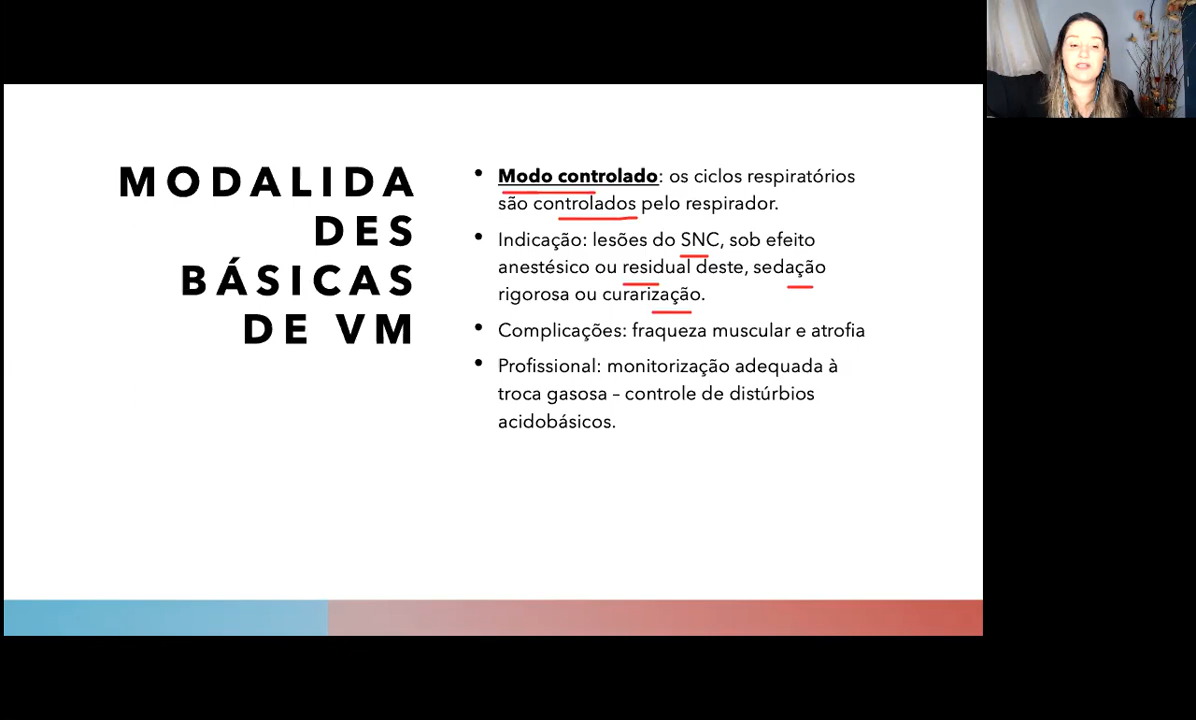 MODALIDA
DES
BÁSICAS
DE VM
• Modo controlado: os ciclos respiratórios
são controlados pelo respirador.
• Indicação: lesões do SNC, sob efeito
anestésico ou residual deste, sedação
rigorosa ou curarização.
• Complicações: fraqueza muscular e atrofia
• Profissional: monitorização adequada à
troca gasosa – controle de distúrbios
acidobásicos.